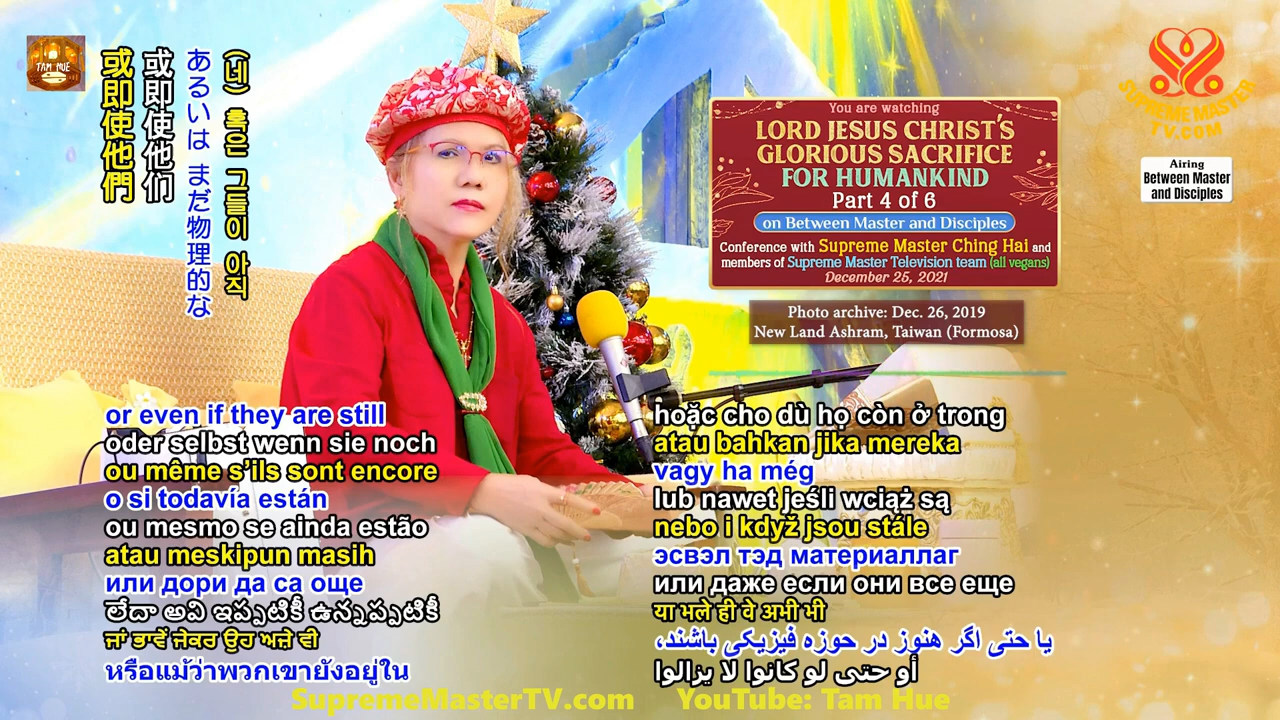 TAM HUE
或即使他們
或即使他们
あるいは まだ物理的な
(네) 혹은 그들이 아직
You are watching
LORD JESUS CHRIST'S
GLORIOUS SACRIFICE
FOR HUMANKIND
Part 4 of 6
on Between Master and Disciples
Conference with Supreme Master Ching Hai and
members of Supreme Master Television team (all vegans)
December 25, 2021
Photo archive: Dec. 26, 2019
New Land Ashram, Taiwan (Formosa)
SUPREME MASTER
TV.COM
Airing
Between Master
and Disciples
or even if they are still
oder selbst wenn sie noch
ou même s’ils sont encore
o si todavía están
ou mesmo se ainda estão
atau meskipun masih
или дори да са още
లేదా అవి ఇప్పటికీ ఉన్నప్పటికీ
ਜਾਂ ਭਾਵੇਂ ਜੇਕਰ ਉਹ ਅਜੇ ਵੀ
หรือแม้ว่าพวกเขายังอยู่ใน
hoặc cho dù họ còn ở trong
atau bahkan jika mereka
vagy ha még
lub nawet jeśli wciąż są
nebo i když jsou stále
эсвэл тэд материаллаг
или даже если они все еще
या भले ही वे अभी भी
یا حتی اگر هنوز در حوزه فیزیکی باشند،
أو حتى لو كانوا لا يزالوا
SupremeMasterTV.com
YouTube: Tam Hue